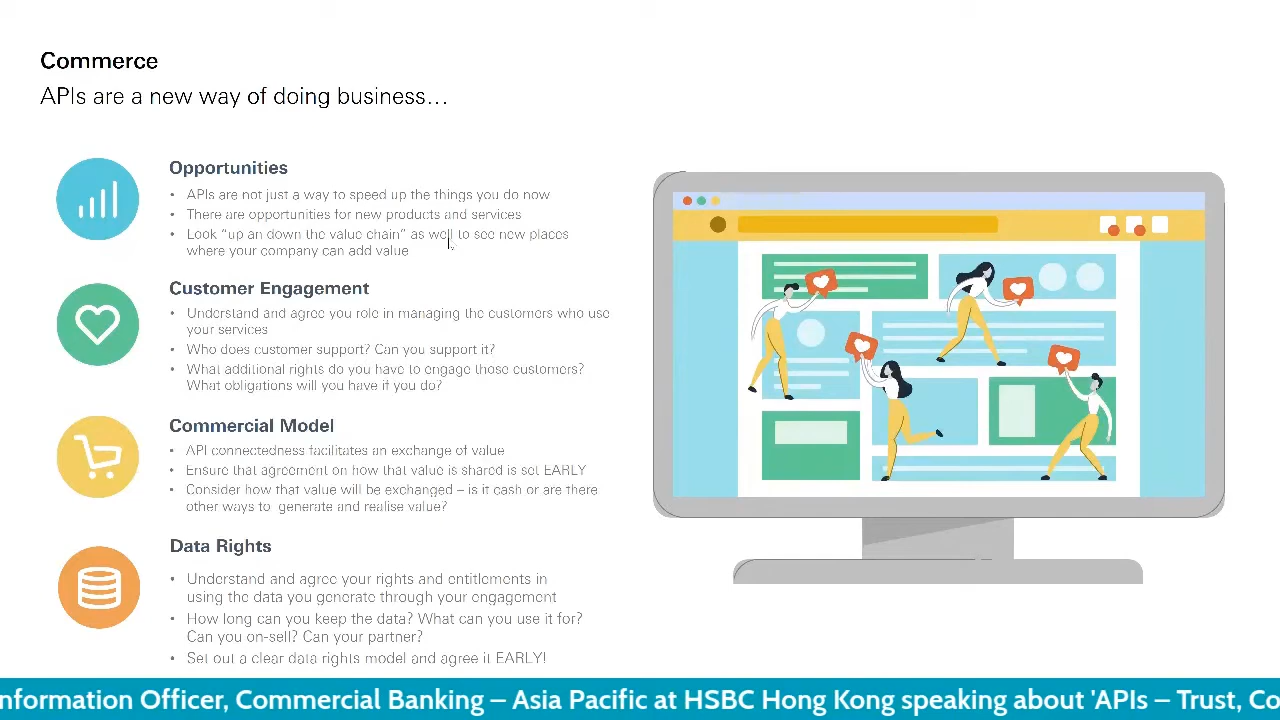 Commerce
APIs are a new way of doing business…
Opportunities
• APIs are not just a way to speed up the things you do now
• There are opportunities for new products and services
• Look “up an down the value chain” as well to see new places
where your company can add value
Customer Engagement
• Understand and agree you role in managing the customers who use
your services
• Who does customer support? Can you support it?
• What additional rights do you have to engage those customers?
What obligations will you have if you do?
Commercial Model
• API connectedness facilitates an exchange of value
• Ensure that agreement on how that value is shared is set EARLY
• Consider how that value will be exchanged – is it cash or are there
other ways to generate and realise value?
Data Rights
• Understand and agree your rights and entitlements in
using the data you generate through your engagement
• How long can you keep the data? What can you use it for?
Can you on-sell? Can your partner?
• Set out a clear data rights model and agree it EARLY!
nformation Officer, Commercial Banking – Asia Pacific at HSBC Hong Kong speaking about 'APIs – Trust, Co